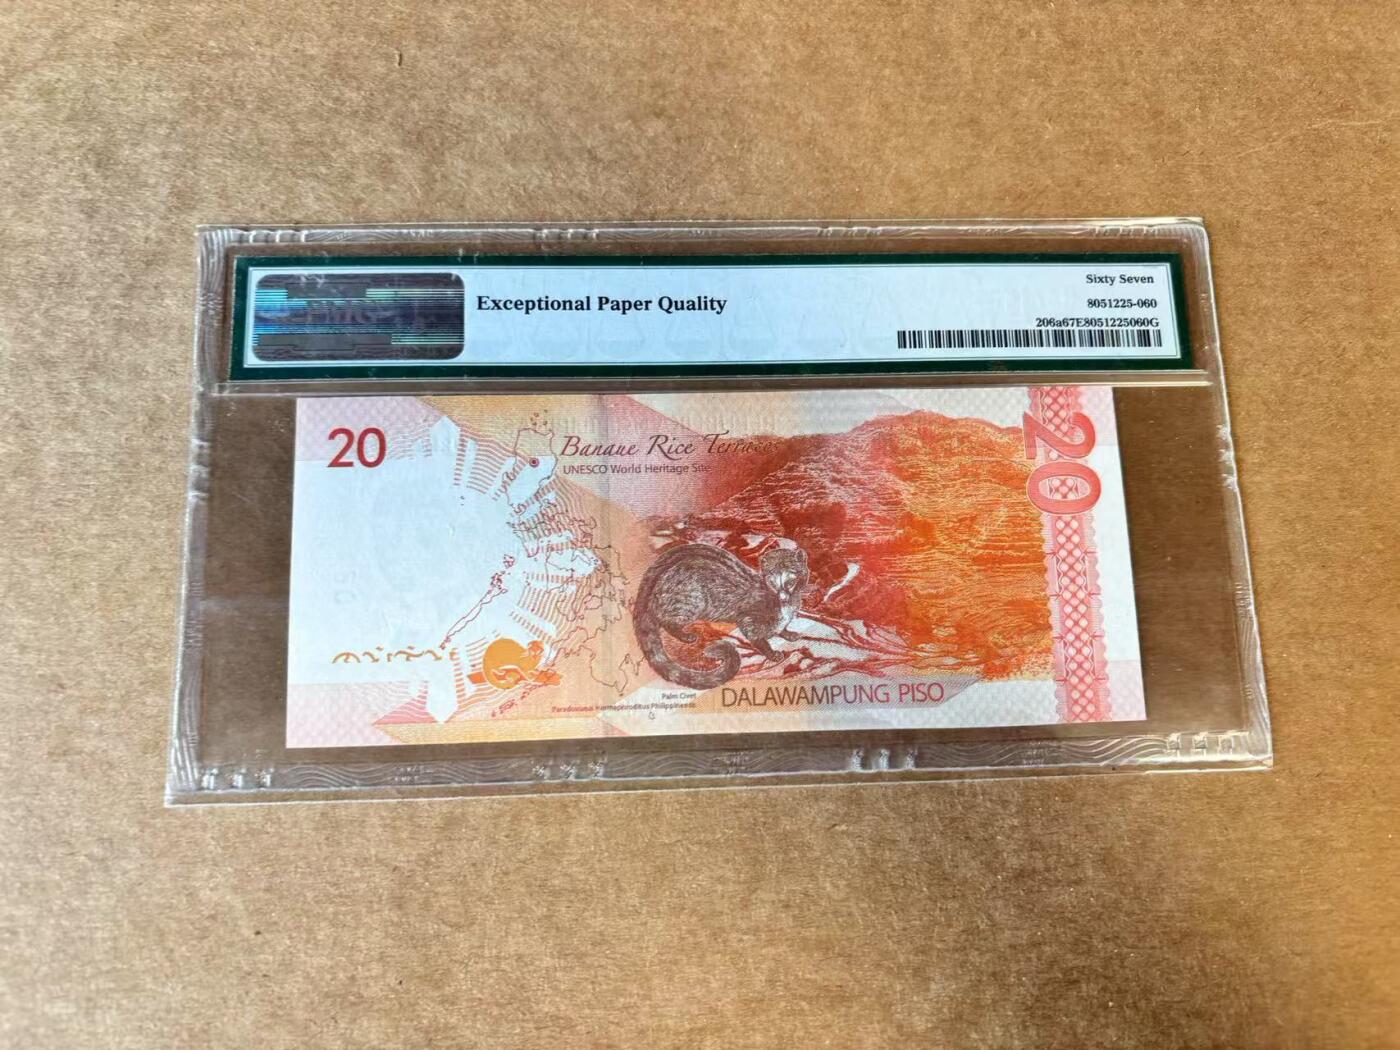 Sixty Seven
Exceptional Paper Quality
8051225-060
206a67E8051225060G
20
Banaue Rice Terraces
UNESCO World Heritage Site
20
Palm Civet
Paradoxurus hermaphroditus Philippinensis
DALAWAMPUNG PISO